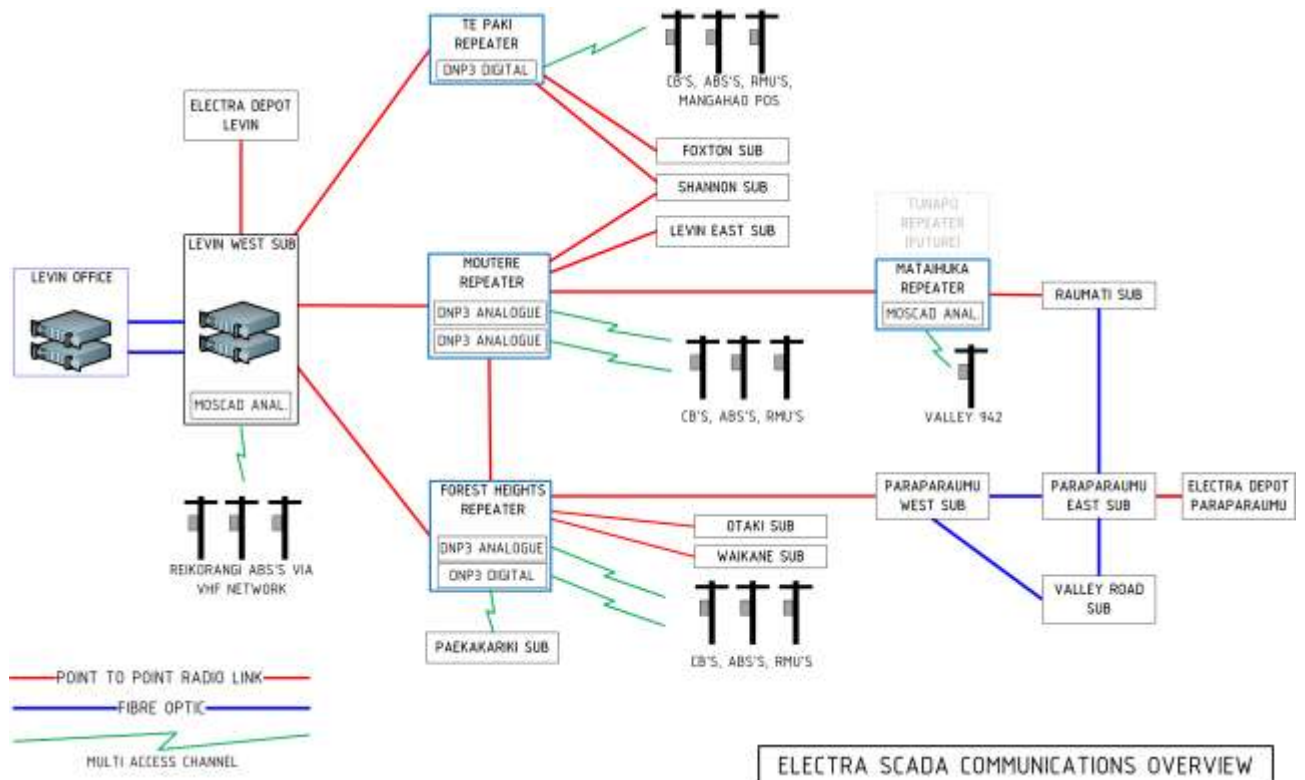 TE PAKI
REPEATER
DNP3 DIGITAL
CB'S, ABS'S, RMU'S,
MANGAHAO POS
ELECTRA DEPOT
LEVIN
FOXTON SUB
SHANNON SUB
LEVIN EAST SUB
TUNAPO
REPEATER
(FUTURE)
LEVIN WEST SUB
LEVIN OFFICE
MOSCAD ANAL.
MOUTERE
REPEATER
DNP3 ANALOGUE
DNP3 ANALOGUE
MATAIHUKA
REPEATER
MOSCAD ANAL.
RAUMATI SUB
CB'S, ABS'S, RMU'S
VALLEY 942
REIKORANGI ABS'S VIA
VHF NETWORK
FOREST HEIGHTS
REPEATER
DNP3 ANALOGUE
DNP3 DIGITAL
OTAKI SUB
WAIKANE SUB
PARAPARAUMU
WEST SUB
PARAPARAUMU
EAST SUB
ELECTRA DEPOT
PARAPARAUMU
VALLEY ROAD
SUB
PAEKAKARIKI SUB
CB'S, ABS'S, RMU'S
POINT TO POINT RADIO LINK
FIBRE OPTIC
MULTI ACCESS CHANNEL
ELECTRA SCADA COMMUNICATIONS OVERVIEW